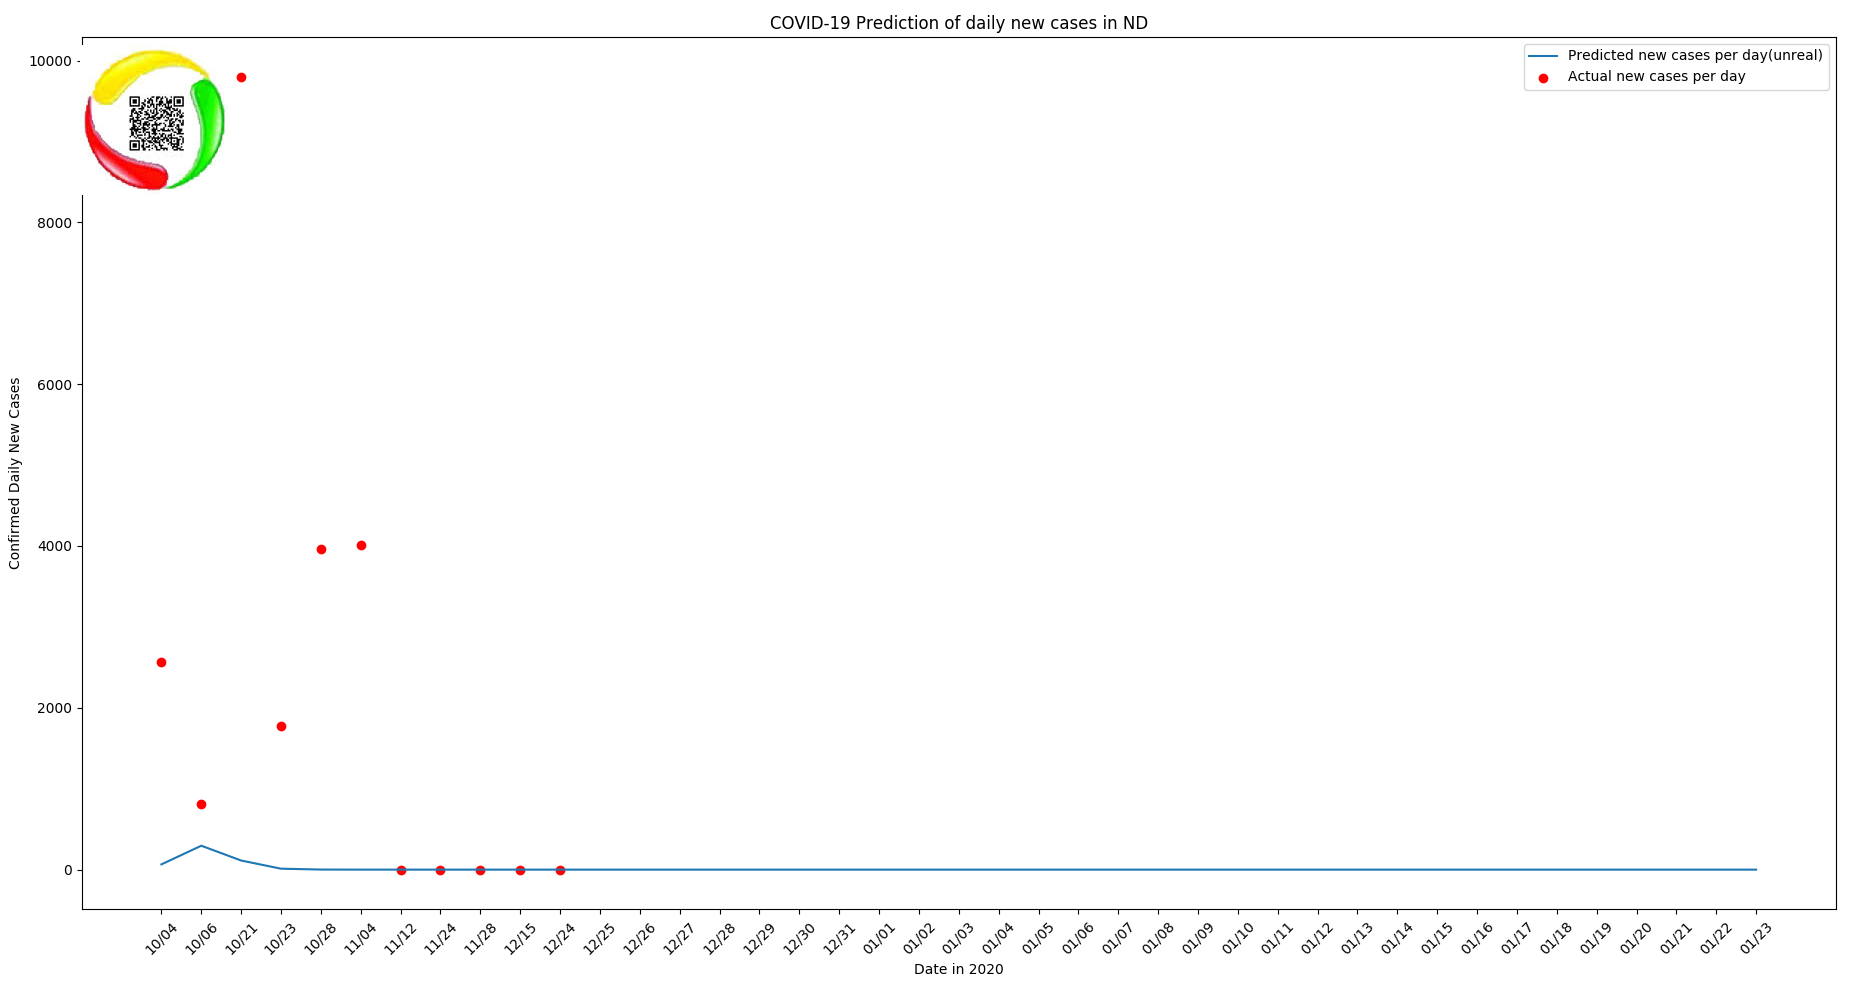 COVID-19 Prediction of daily new cases in ND
Predicted new cases per day(unreal)
Actual new cases per day
Confirmed Daily New Cases
10000
8000
6000
4000
2000
0
10/04 10/06 10/21 10/23 10/28 11/04 11/12 11/24 11/28 12/15 12/24 12/25 12/26 12/27 12/28 12/29 12/30 12/31 01/01 01/02 01/03 01/04 01/05 01/06 01/07 01/08 01/09 01/10 01/11 01/12 01/13 01/14 01/15 01/16 01/17 01/18 01/19 01/20 01/21 01/22 01/23
Date in 2020